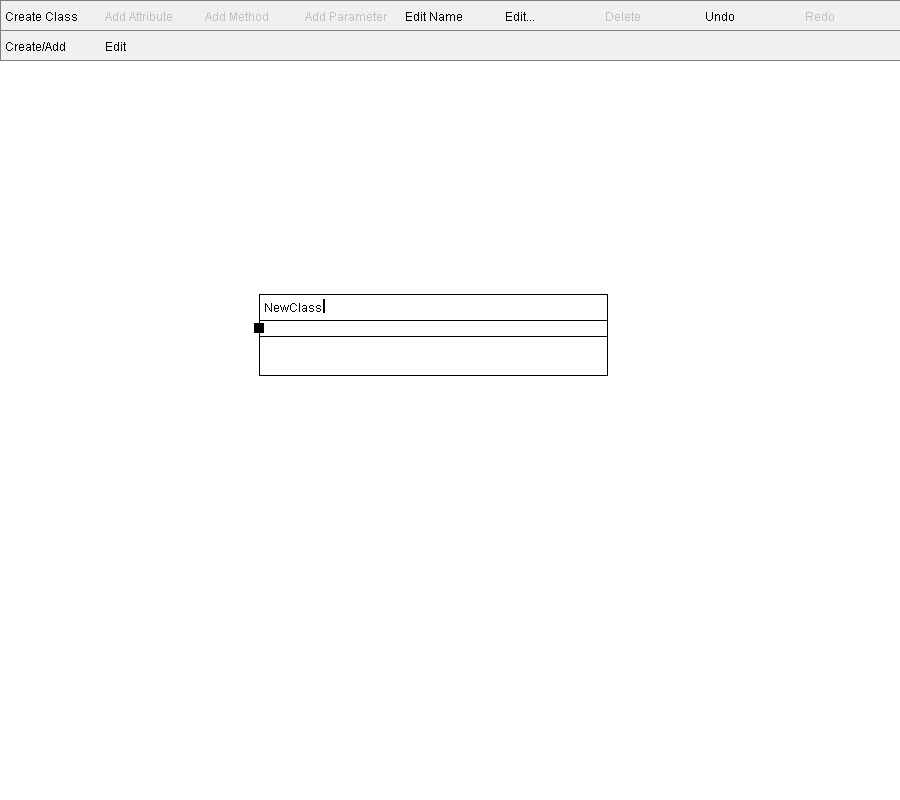 Create Class Add Attribute Add Method Add Parameter Edit Name Edit... Delete Undo Redo
Create/Add Edit
NewClass